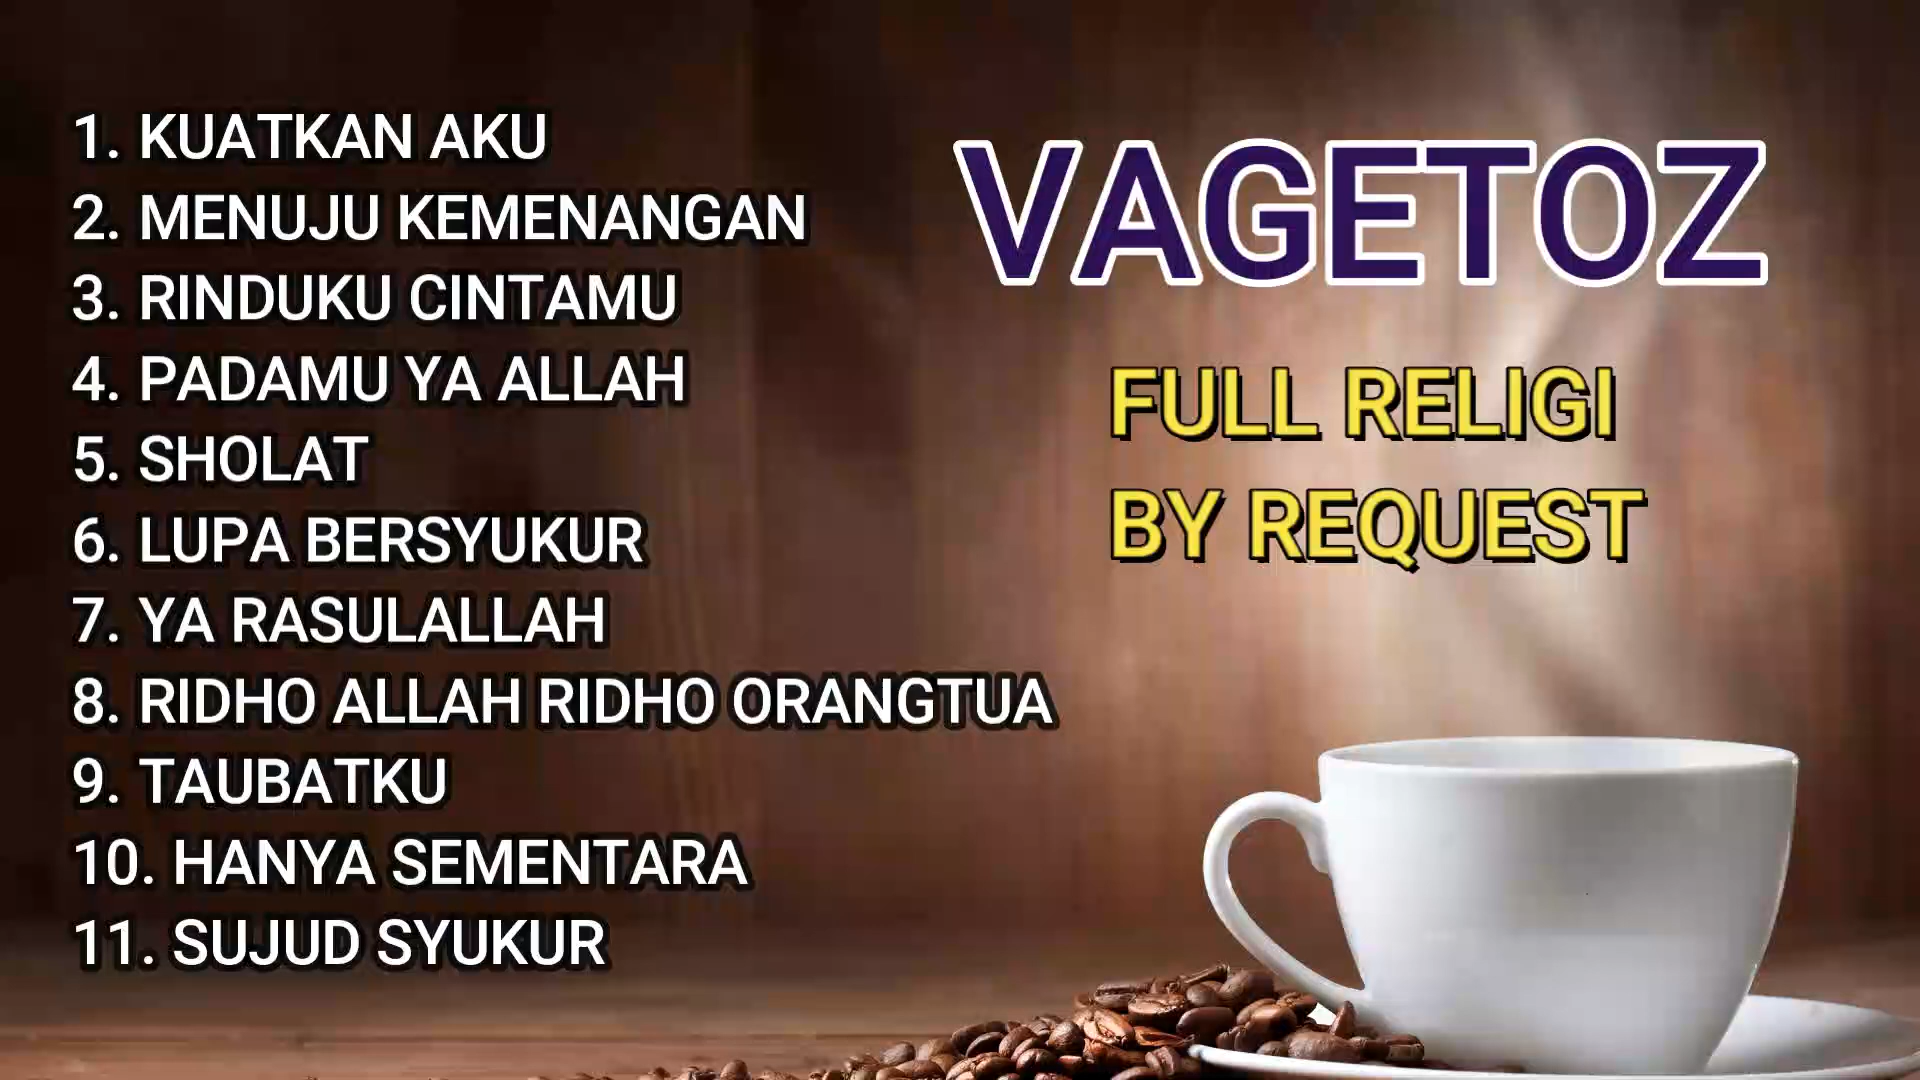 1. KUATKAN AKU
2. MENUJU KEMENANGAN
3. RINDUKU CINTAMU
4. PADAMU YA ALLAH
5. SHOLAT
6. LUPA BERSYUKUR
7. YA RASULALLAH
8. RIDHO ALLAH RIDHO ORANGTUA
9. TAUBATKU
10. HANYA SEMENTARA
11. SUJUD SYUKUR
VAGETOZ
FULL RELIGI
BY REQUEST